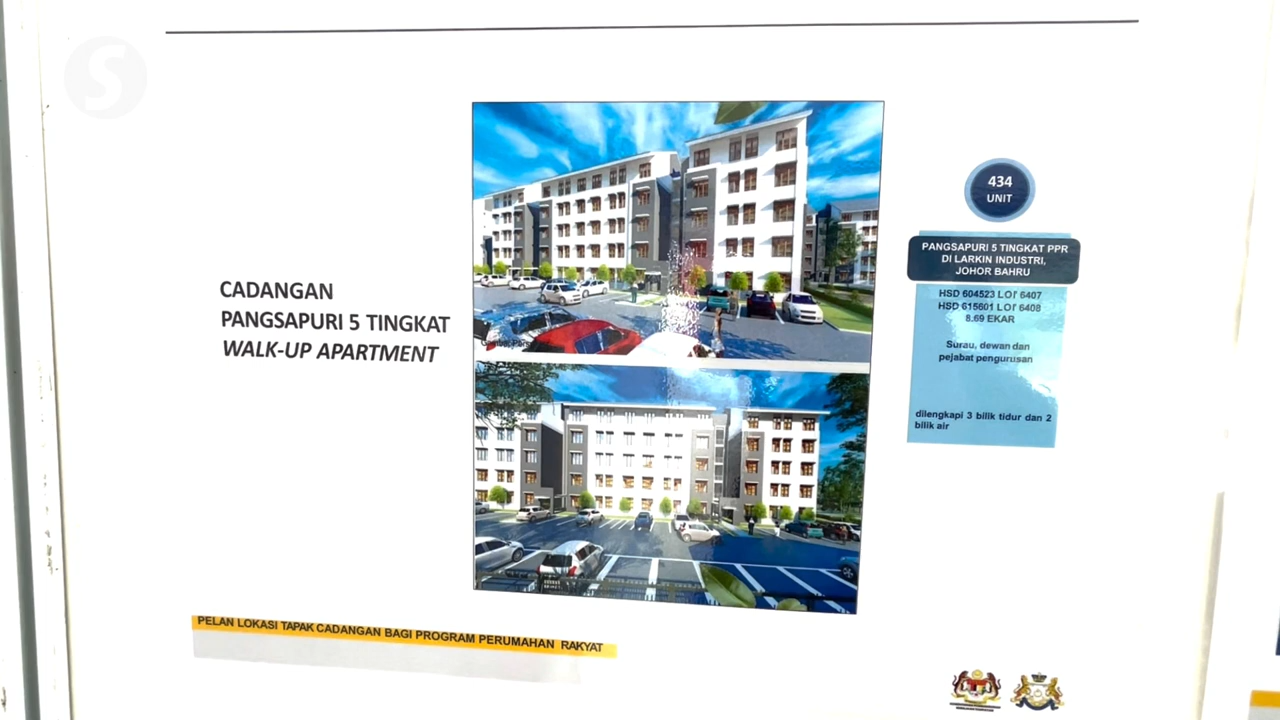 S
CADANGAN
PANGSAPURI 5 TINGKAT
WALK-UP APARTMENT
434
UNIT
PANGSAPURI 5 TINGKAT PPR
DI LARKIN INDUSTRI,
JOHOR BAHRU
HSD 604523 LOT 6407
HSD 615601 LOT 6408
8.69 EKAR
Surau, dewan dan
pejabat pengurusan
dilengkapi 3 bilik tidur dan 2
bilik air
PELAN LOKASI TAPAK CADANGAN BAGI PROGRAM PERUMAHAN RAKYAT